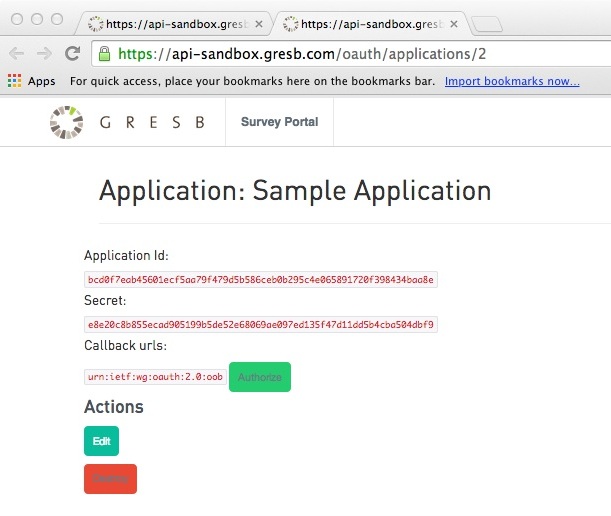 https://api-sandbox.gresb
https://api-sandbox.gresb
https://api-sandbox.gresb.com/oauth/applications/2
Apps For quick access, place your bookmarks here on the bookmarks bar. Import bookmarks now...
GRESB Survey Portal
Application: Sample Application
Application Id:
bcd0f7eab45601ecf5aa79f479d5b586ceb0b295c4e065891720f398434baa8e
Secret:
e8e20c8b855ecad905199b5de52e68069ae097ed135f47d11dd5b4cba504dbf9
Callback urls:
urn:ietf:wg:oauth:2.0:oob Authorize
Actions
Edit